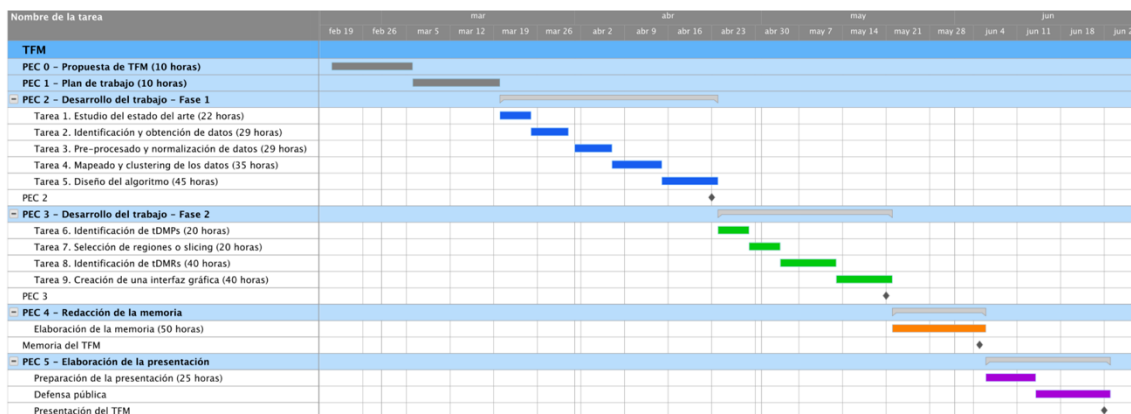 Nombre de la tarea
mar abr may jun
feb 19 feb 26 mar 5 mar 12 mar 19 mar 26 abr 2 abr 9 abr 16 abr 23 abr 30 may 7 may 14 may 21 may 28 jun 4 jun 11 jun 18 jun 2
TFM
PEC 0 – Propuesta de TFM (10 horas)
PEC 1 – Plan de trabajo (10 horas)
PEC 2 – Desarrollo del trabajo – Fase 1
Tarea 1. Estudio del estado del arte (22 horas)
Tarea 2. Identificación y obtención de datos (29 horas)
Tarea 3. Pre-procesado y normalización de datos (29 horas)
Tarea 4. Mapeado y clustering de los datos (35 horas)
Tarea 5. Diseño del algoritmo (45 horas)
PEC 2
PEC 3 – Desarrollo del trabajo – Fase 2
Tarea 6. Identificación de tDMPs (20 horas)
Tarea 7. Selección de regiones o slicing (20 horas)
Tarea 8. Identificación de tDMRs (40 horas)
Tarea 9. Creación de una interfaz gráfica (40 horas)
PEC 3
PEC 4 – Redacción de la memoria
Elaboración de la memoria (50 horas)
Memoria del TFM
PEC 5 – Elaboración de la presentación
Preparación de la presentación (25 horas)
Defensa pública
Presentación del TFM